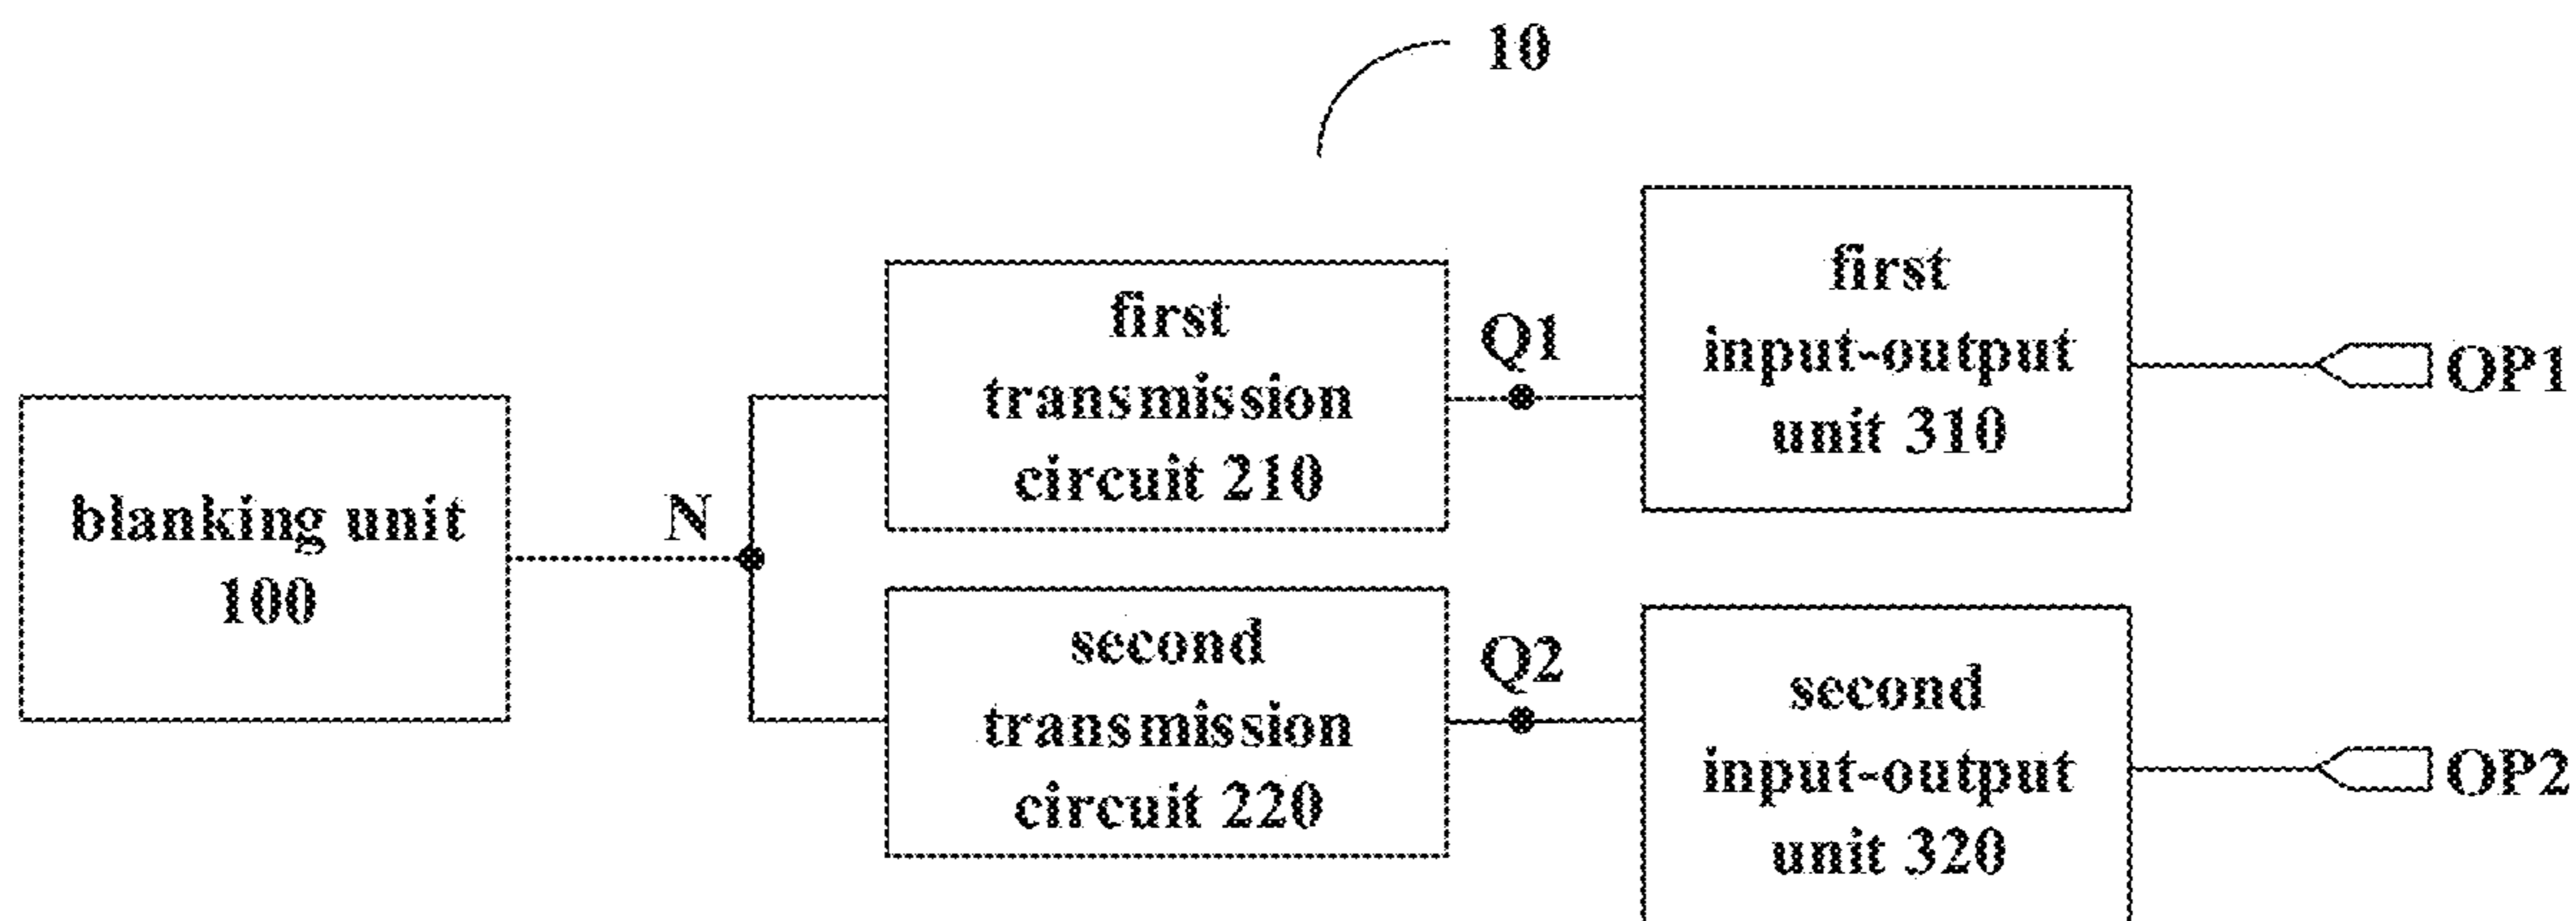 10
first
transmission
circuit 210
Q1
first
input-output
unit 310
OP1
blanking unit
100
N
second
transmission
circuit 220
Q2
second
input-output
unit 320
OP2